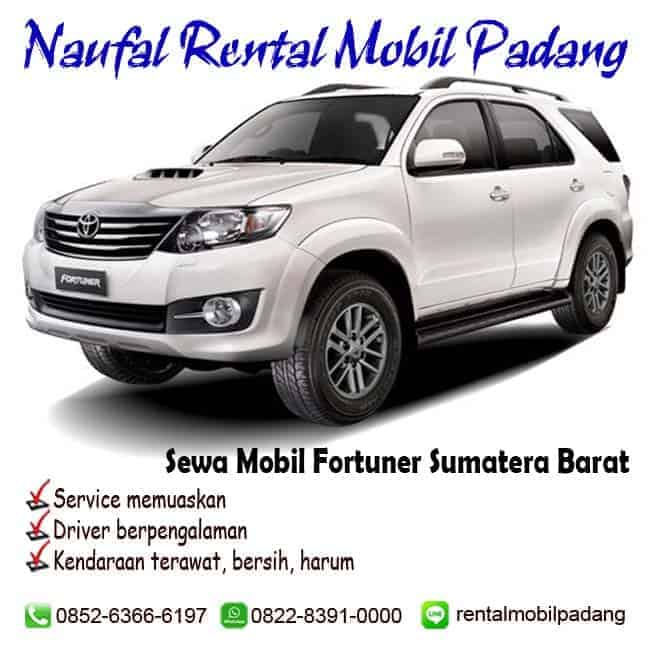 Naufal Rental Mobil Padang
FORTUNER
Sewa Mobil Fortuner Sumatera Barat
Service memuaskan
Driver berpengalaman
Kendaraan terawat, bersih, harum
0852-6366-6197 0822-8391-0000 LINE rentalmobilpadang